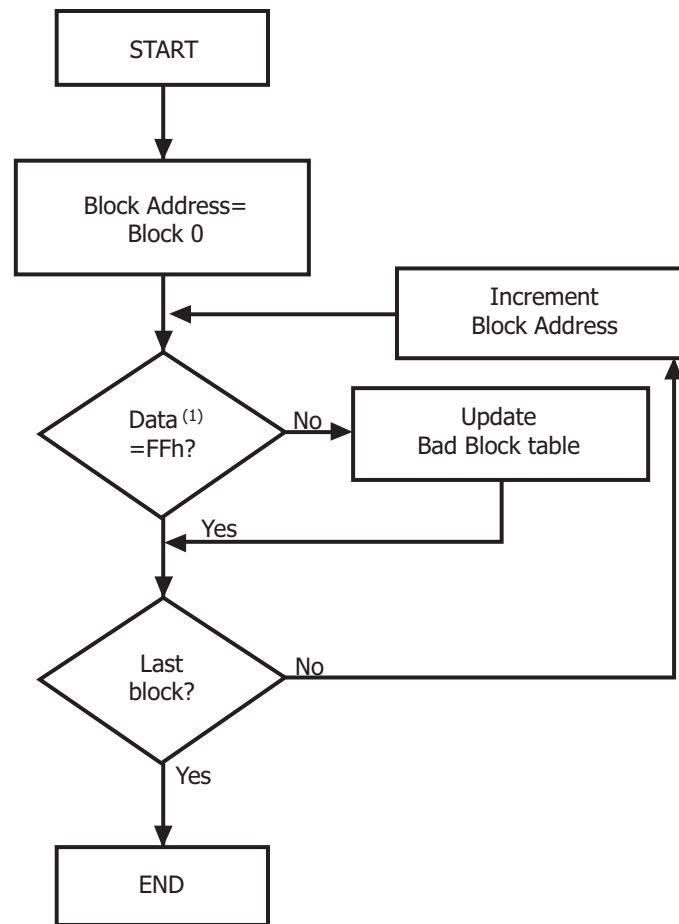 START
Block Address=
Block 0
Increment
Block Address
Data (1)
=FFh?
No
Update
Bad Block table
Yes
Last
block?
No
Yes
END